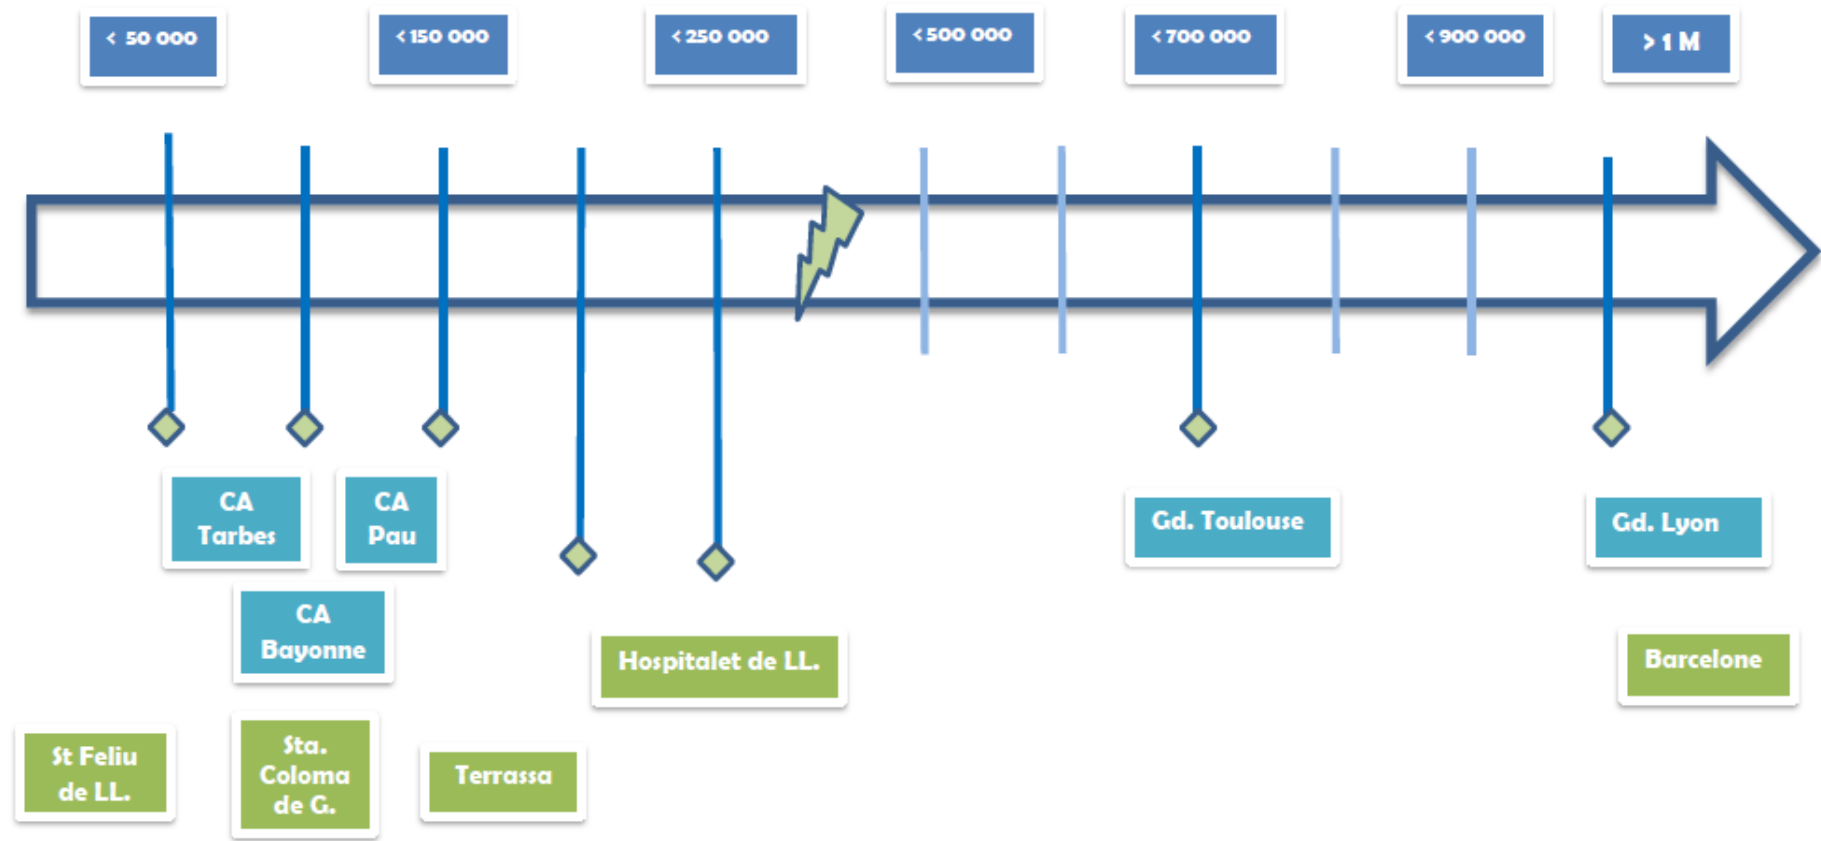 < 50 000
< 150 000
< 250 000
< 500 000
< 700 000
< 900 000
> 1 M
CA
Tarbes
CA
Pau
Gd. Toulouse
Gd. Lyon
CA
Bayonne
Hospitalet de LL.
Barcelone
St Feliu
de LL.
Sta.
Coloma
de G.
Terrassa